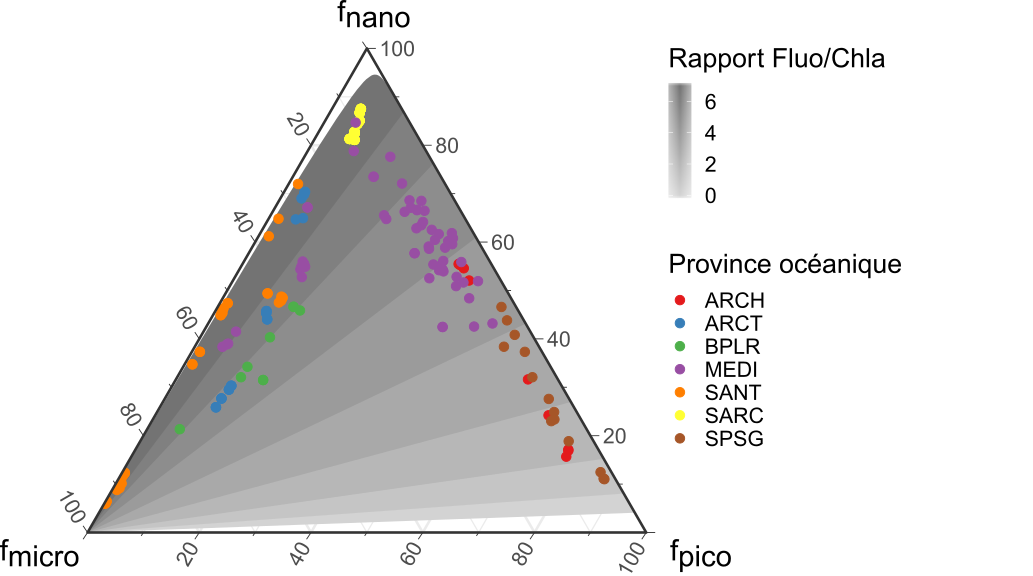 fnano
100
Rapport Fluo/Chla
6
20
4
80
2
0
40
60
Province océanique
ARCH
60
ARCT
40
BPLR
MEDI
SANT
80
SARC
20
SPSG
100
fmicro
20
40
60
80
100
fpico